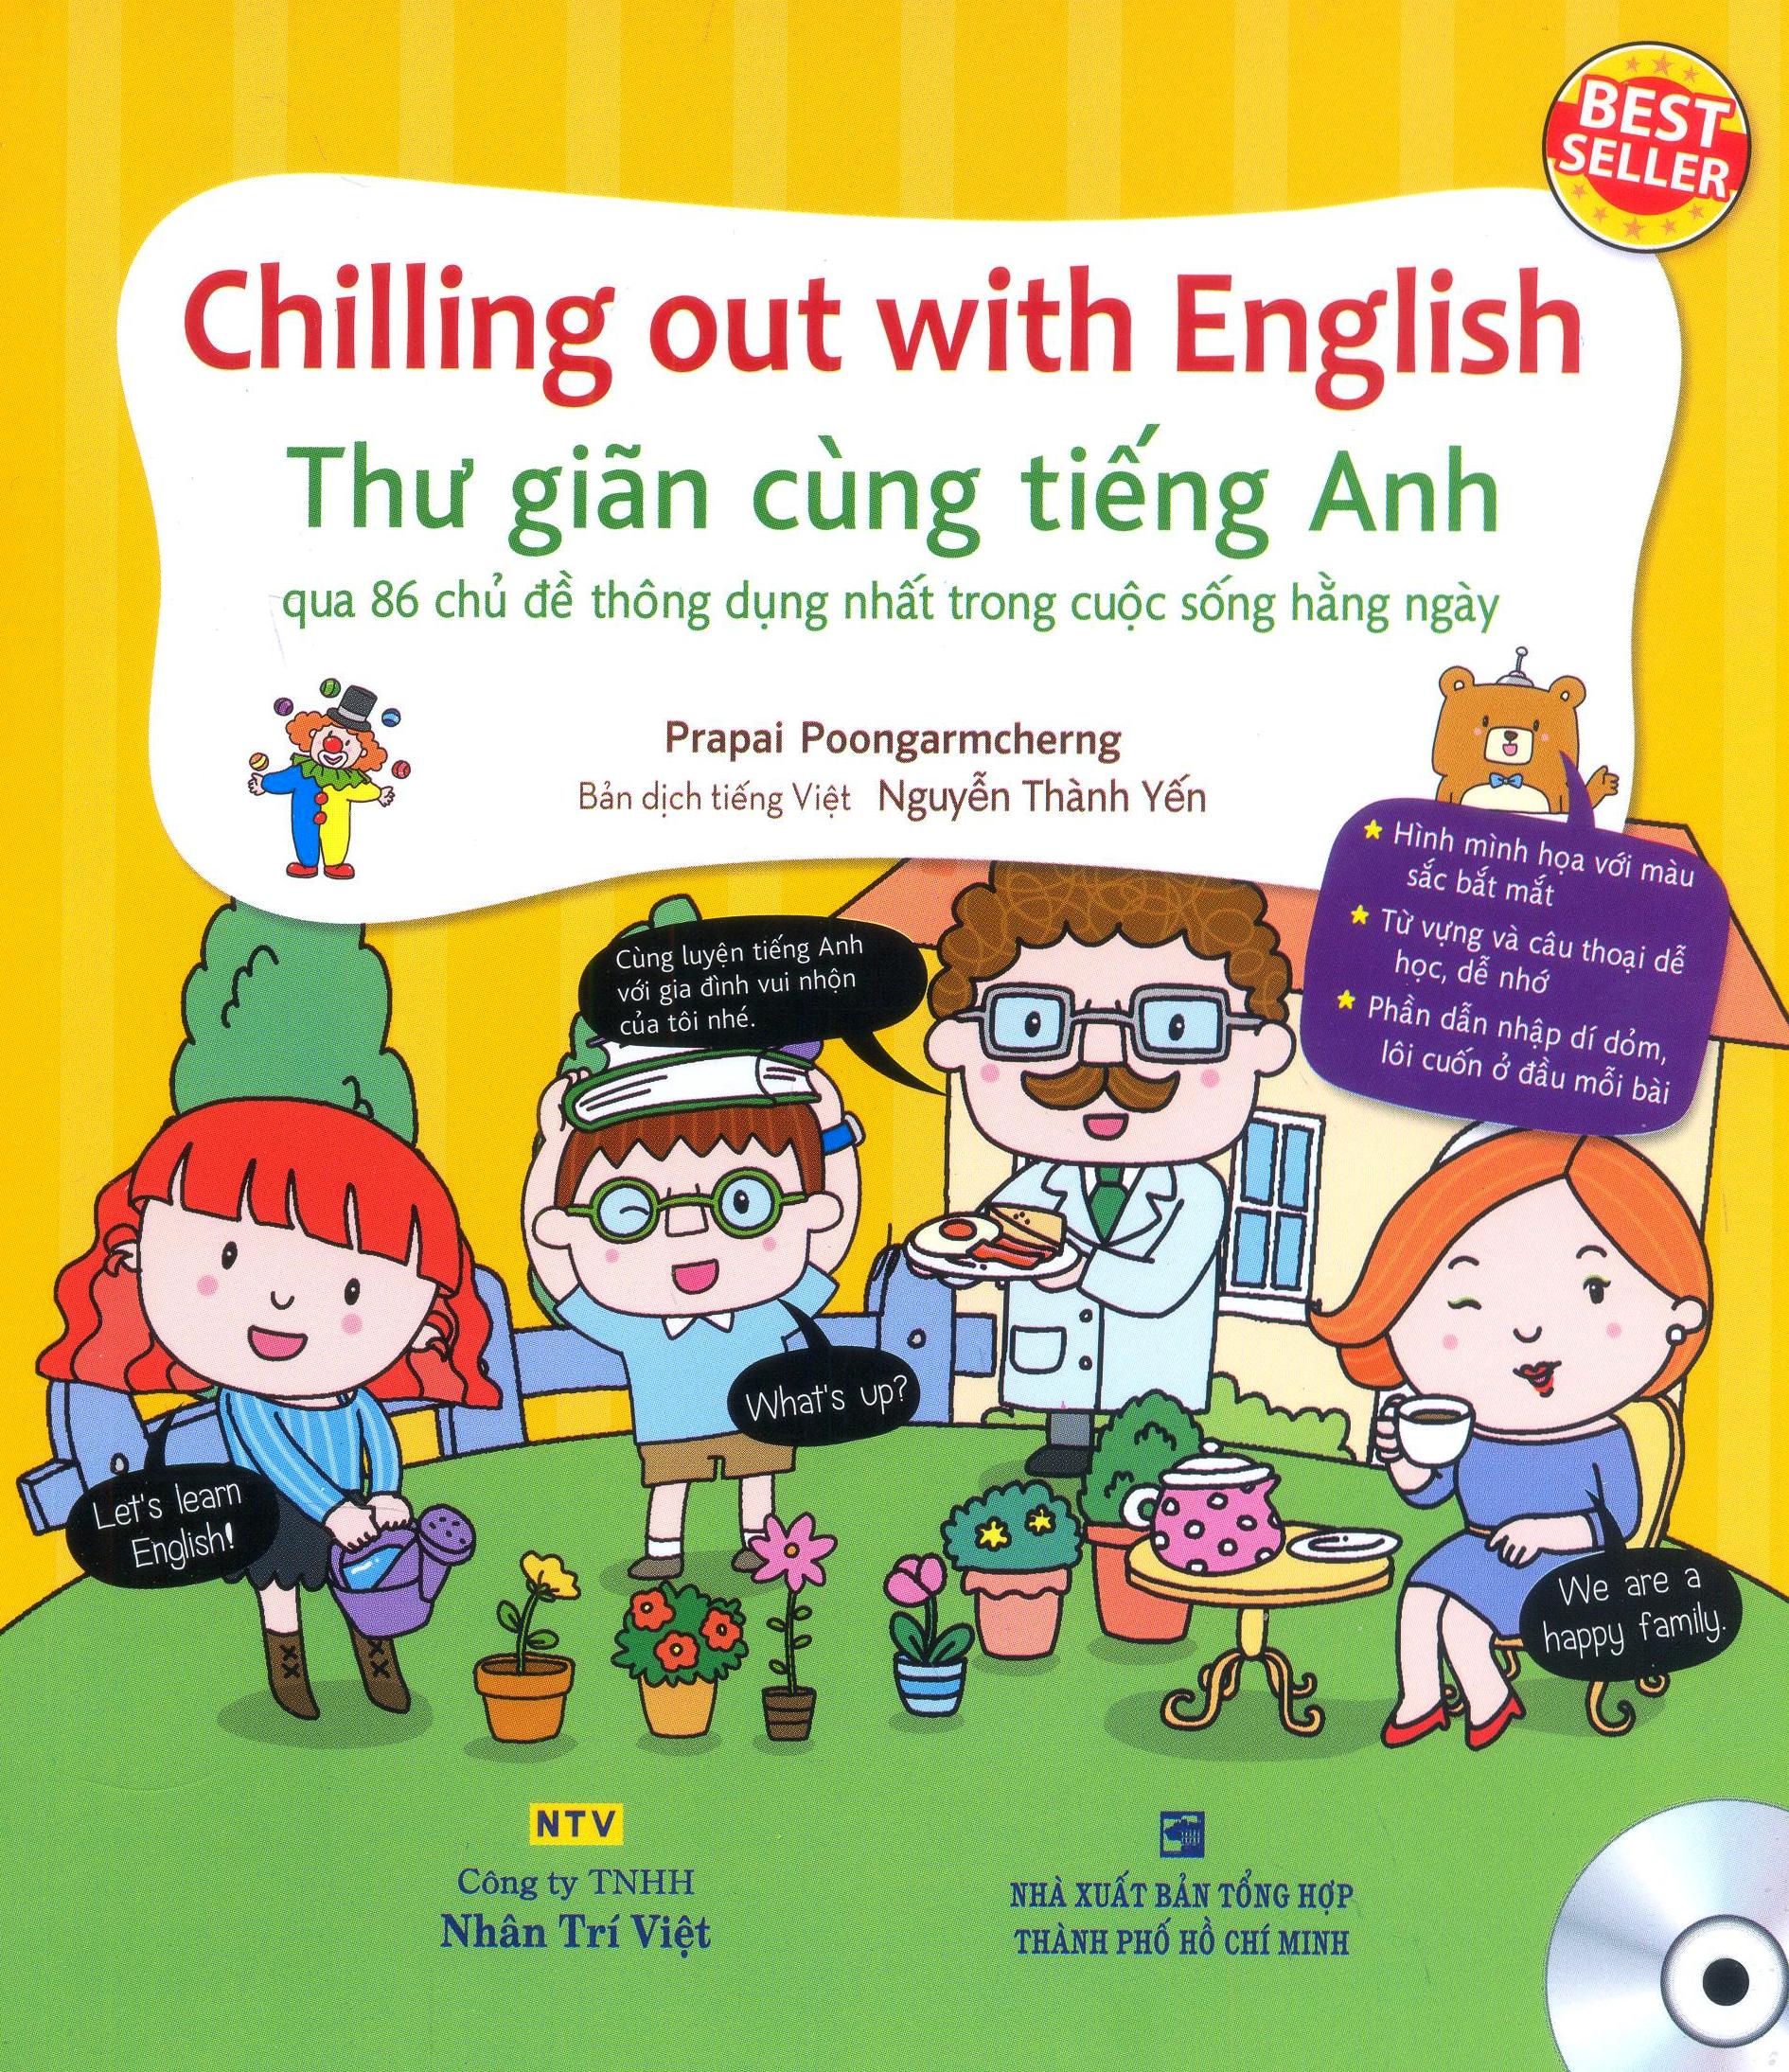 BEST
SELLER
Chilling out with English
Thư giãn cùng tiếng Anh
qua 86 chủ đề thông dụng nhất trong cuộc sống hằng ngày
Prapai Poongarmcherng
Bản dịch tiếng Việt Nguyễn Thành Yến
Hình mình họa với màu
sắc bắt mắt
Từ vựng và câu thoại dễ
học, dễ nhớ
Phần dẫn nhập dí dỏm,
lôi cuốn ở đầu mỗi bài
Cùng luyện tiếng Anh
với gia đình vui nhộn
của tôi nhé.
What's up?
Let's learn
English!
We are a
happy family.
NTV
Công ty TNHH
Nhân Trí Việt
NHÀ XUẤT BẢN TỔNG HỢP
THÀNH PHỐ HỒ CHÍ MINH